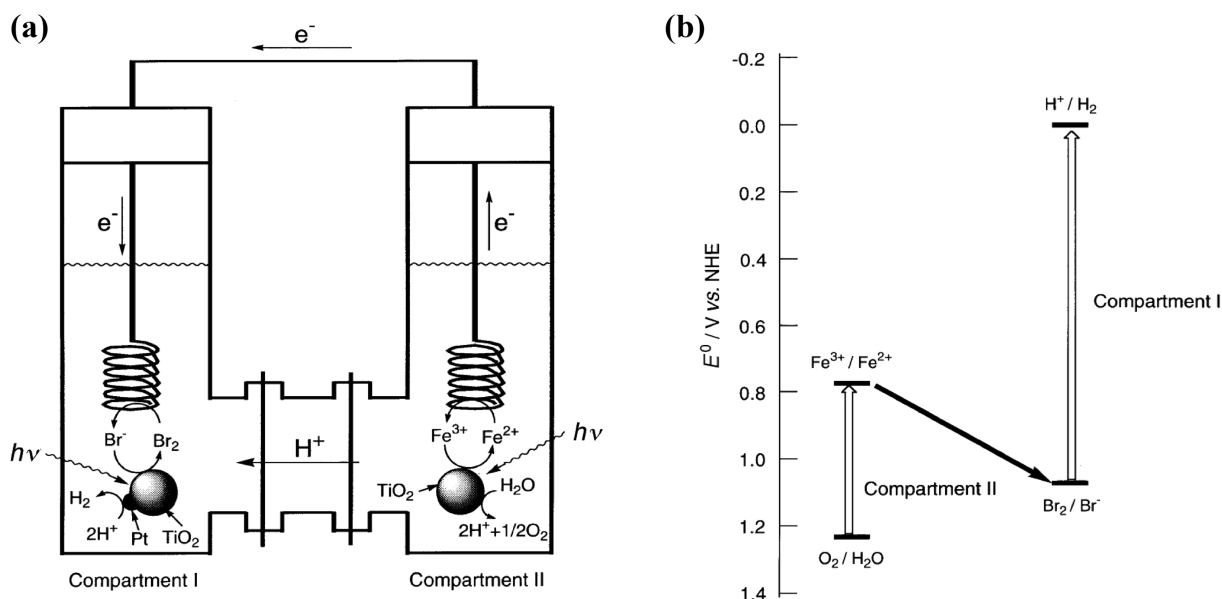 (a)
e⁻
e⁻
e⁻
Br⁻ Br₂
Fe³⁺ Fe²⁺
hν
hν
H⁺
H₂
2H⁺ Pt TiO₂
TiO₂
H₂O
2H⁺+1/2O₂
Compartment I
Compartment II
(b)
E⁰ / V vs. NHE
-0.2
0.0
0.2
0.4
0.6
0.8
1.0
1.2
1.4
H⁺ / H₂
Compartment I
Fe³⁺ / Fe²⁺
Compartment II
Br₂ / Br⁻
O₂ / H₂O